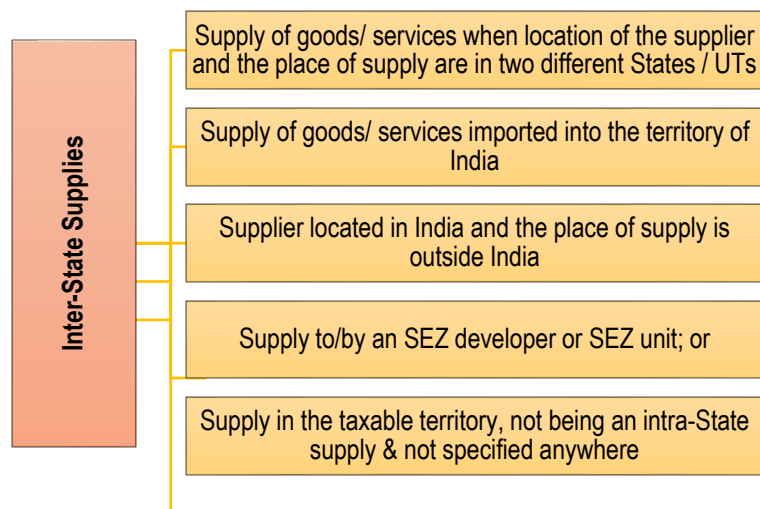 Inter-State Supplies
Supply of goods/ services when location of the supplier
and the place of supply are in two different States / UTs
Supply of goods/ services imported into the territory of
India
Supplier located in India and the place of supply is
outside India
Supply to/by an SEZ developer or SEZ unit; or
Supply in the taxable territory, not being an intra-State
supply & not specified anywhere